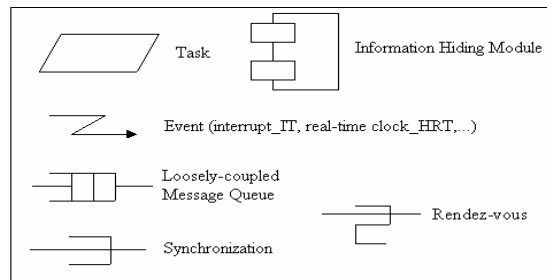 Task
Information Hiding Module
Event (interrupt_IT, real-time clock_HRT,...)
Loosely-coupled
Message Queue
Rendez-vous
Synchronization